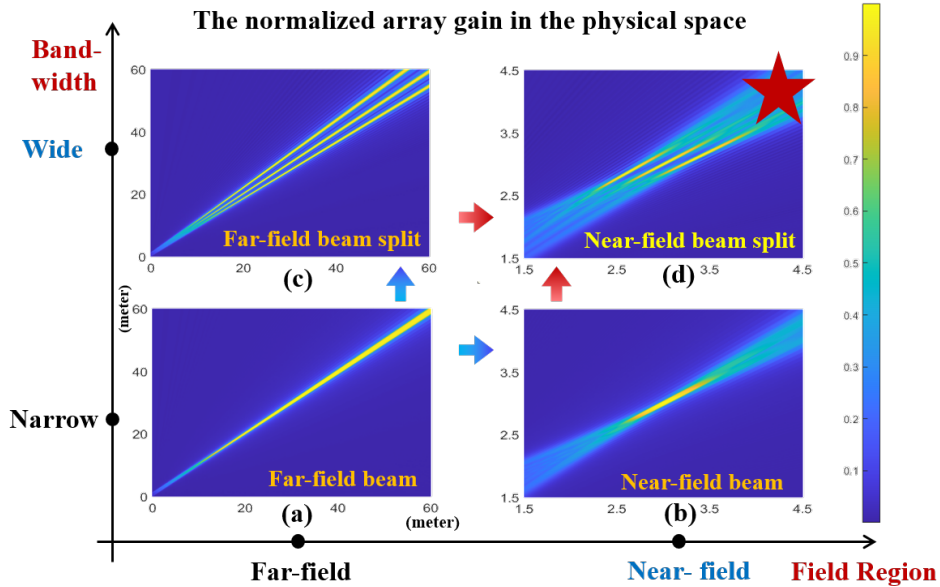 The normalized array gain in the physical space
Band-
width
Wide
Narrow
(meter)
60
40
20
0
0
20
40
60
Far-field beam split
(c)
4.5
3.5
2.5
1.5
1.5
2.5
3.5
4.5
Near-field beam split
(d)
60
40
20
0
0
20
40
60
Far-field beam
(a)
(meter)
4.5
3.5
2.5
1.5
1.5
2.5
3.5
4.5
Near-field beam
(b)
0.9
0.8
0.7
0.6
0.5
0.4
0.3
0.2
0.1
Far-field
Near- field
Field Region